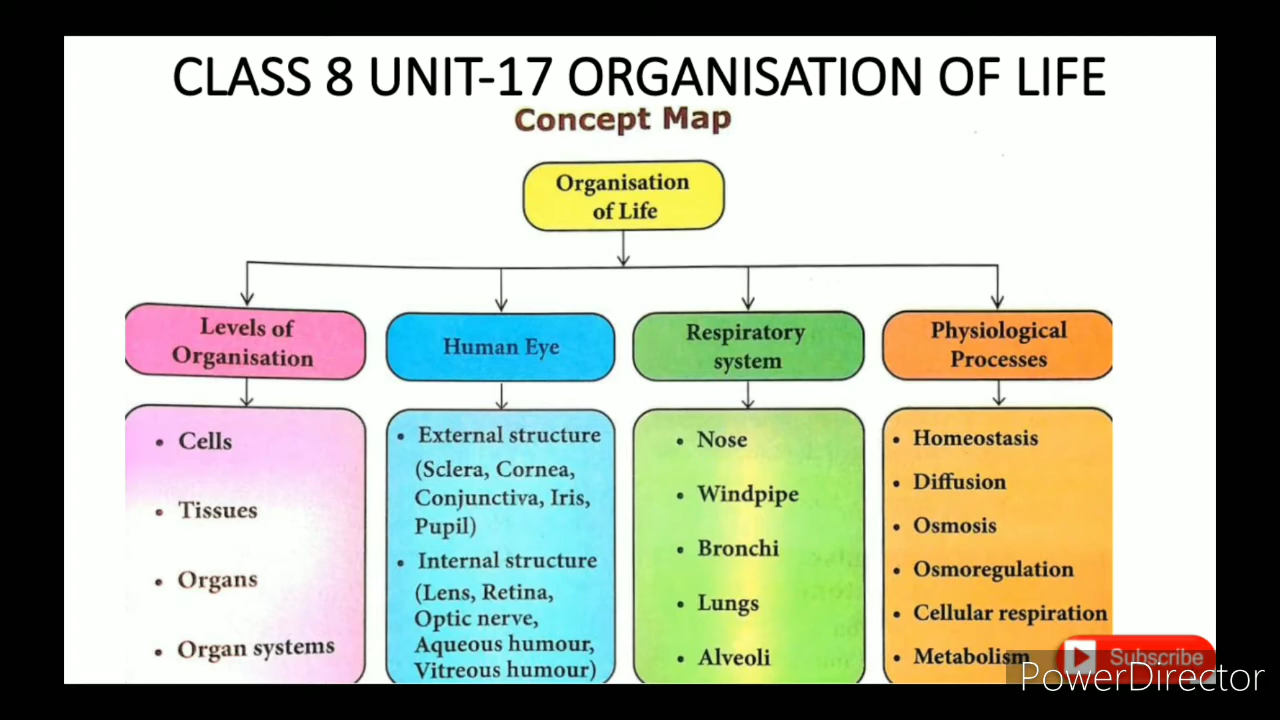 CLASS 8 UNIT-17 ORGANISATION OF LIFE
Concept Map
Organisation
of Life
Levels of
Organisation
Human Eye
Respiratory
system
Physiological
Processes
• Cells
• Tissues
• Organs
• Organ systems
• External structure
(Sclera, Cornea,
Conjunctiva, Iris,
Pupil)
• Internal structure
(Lens, Retina,
Optic nerve,
Aqueous humour,
Vitreous humour)
• Nose
• Windpipe
• Bronchi
• Lungs
• Alveoli
• Homeostasis
• Diffusion
• Osmosis
• Osmoregulation
• Cellular respiration
• Metabolism
Subscribe
PowerDirector